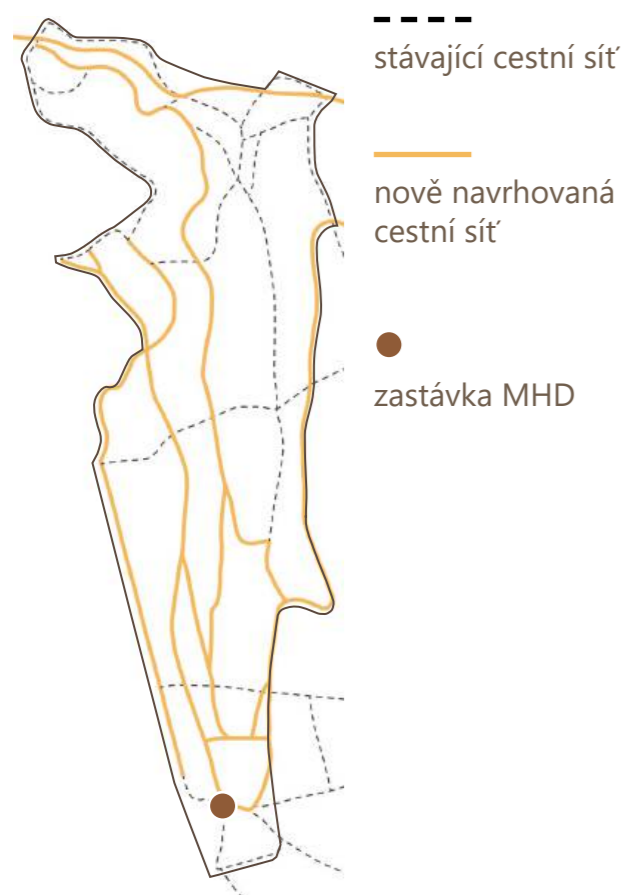 stávající cestní síť
nově navrhovaná
cestní síť
zastávka MHD